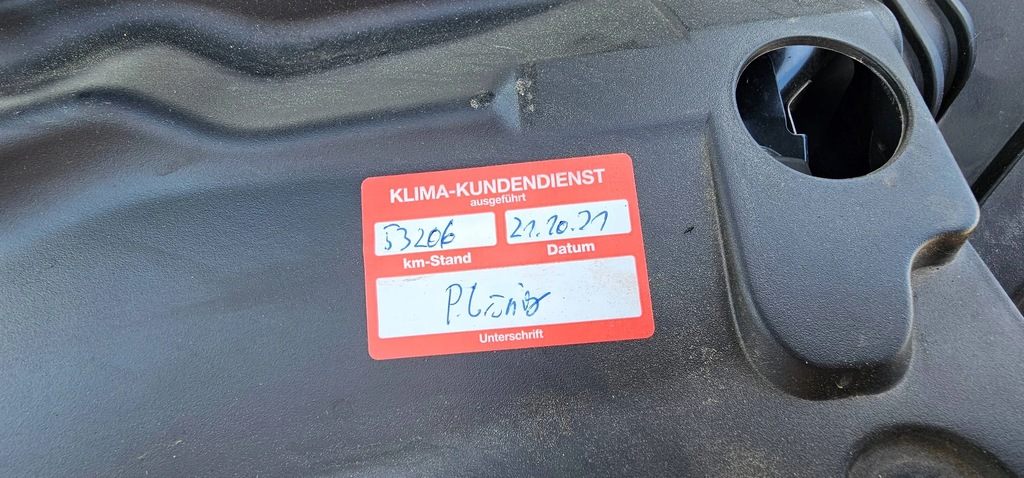 KLIMA-KUNDENDIENST
ausgeführt
53206
21.10.21
km-Stand
Datum
Unterschrift